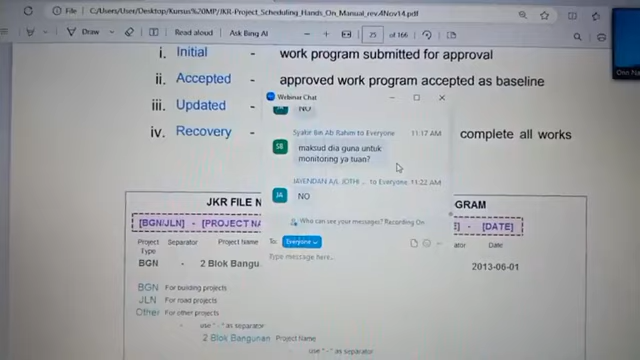 File
C:/Users/User/Desktop/Kursus%20MP/JKR-Project_Scheduling_Hands_On_Manual_rev.4Nov14.pdf
Draw
Read aloud
Ask Bing AI
25
of 166
i. Initial - work program submitted for approval
ii. Accepted - approved work program accepted as baseline
iii. Updated -
iv. Recovery - complete all works
Webinar Chat
NO
Syakir Bin Ab Rahim to Everyone 11:17 AM
SB
maksud dia guna untuk
monitoring ya tuan?
JAYENDAN A/L JOTHI ... to Everyone 11:22 AM
JA
NO
Who can see your messages? Recording On
To: Everyone
Type message here...
JKR FILE N
GRAM
[BGN/JLN] - [PROJECT NA
- [DATE]
Project Type
Separator
Project Name
ator
Date
BGN - 2 Blok Bangu
2013-06-01
BGN For building projects
JLN For road projects
Other For other projects
- use "-" as separator
2 Blok Bangunan Project Name
- use "-" as separator